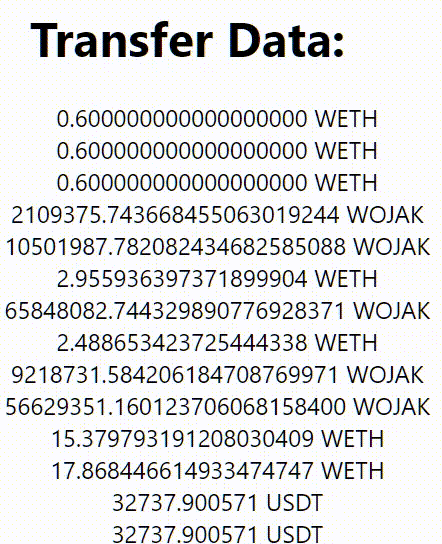 Transfer Data:
0.600000000000000000 WETH
0.600000000000000000 WETH
0.600000000000000000 WETH
2109375.743668455063019244 WOJAK
10501987.782082434682585088 WOJAK
2.955936397371899904 WETH
65848082.744329890776928371 WOJAK
2.488653423725444338 WETH
9218731.584206184708769971 WOJAK
56629351.160123706068158400 WOJAK
15.379793191208030409 WETH
17.868446614933474747 WETH
32737.900571 USDT
32737.900571 USDT